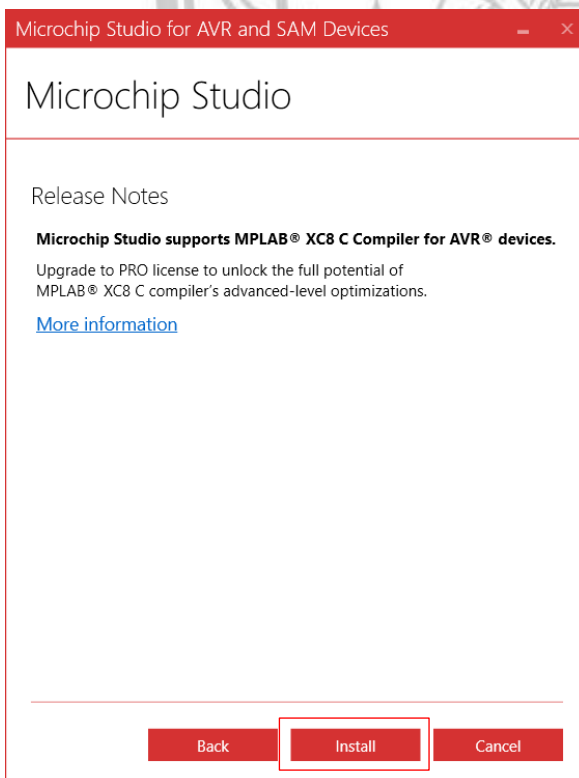 Microchip Studio for AVR and SAM Devices
Microchip Studio
Release Notes
Microchip Studio supports MPLAB® XC8 C Compiler for AVR® devices.
Upgrade to PRO license to unlock the full potential of
MPLAB® XC8 C compiler's advanced-level optimizations.
More information
Back
Install
Cancel